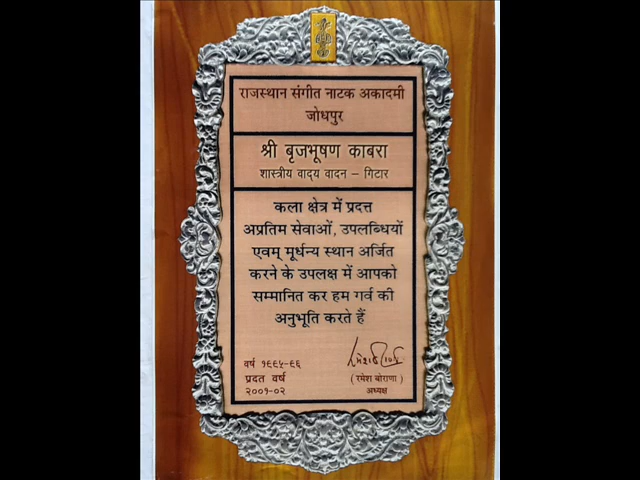 राजस्थान संगीत नाटक अकादमी
जोधपुर
श्री बृजभूषण काबरा
शास्त्रीय वाद्य वादन – गिटार
कला क्षेत्र में प्रदत्त
अप्रतिम सेवाओं, उपलब्धियों
एवम् मूर्धन्य स्थान अर्जित
करने के उपलक्ष में आपको
सम्मानित कर हम गर्व की
अनुभूति करते हैं
वर्ष १९९५-९६
प्रदत वर्ष
२००१-०२
( रमेश बोराणा )
अध्यक्ष